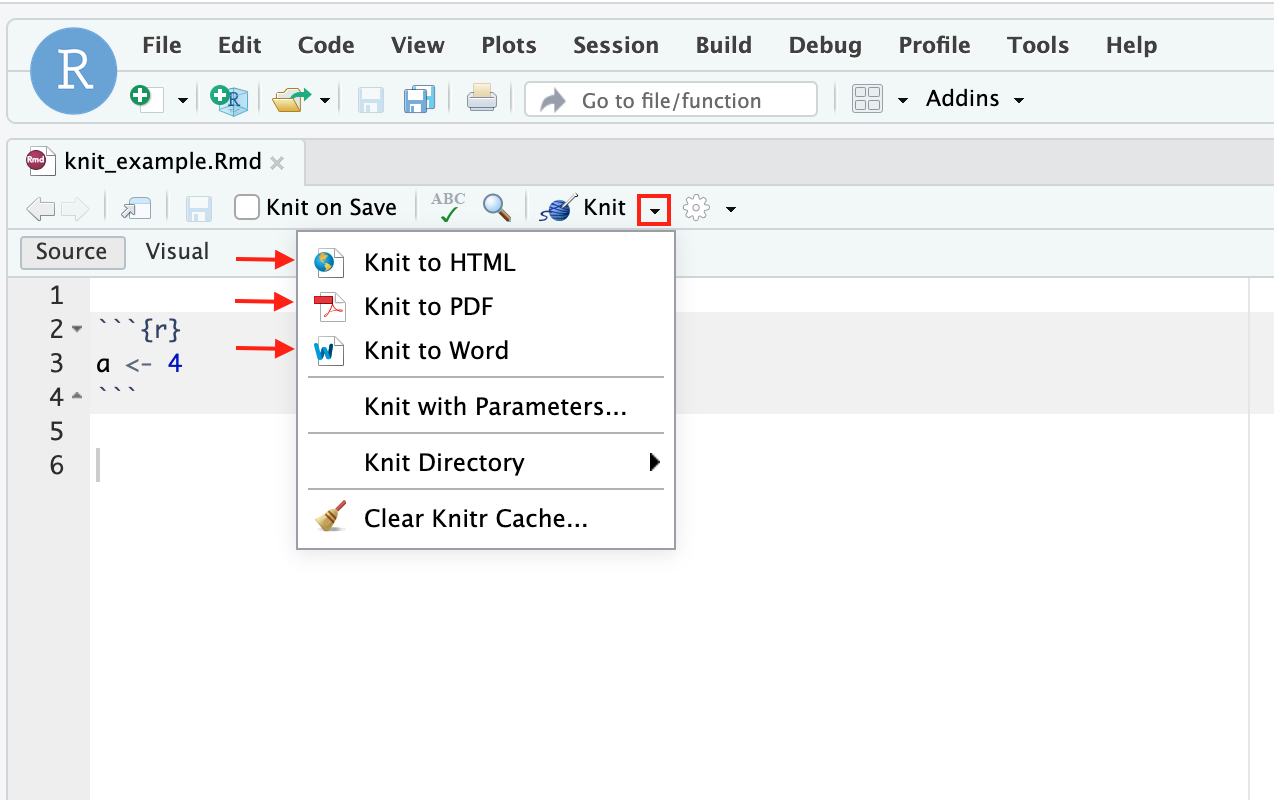 R File Edit Code View Plots Session Build Debug Profile Tools Help
R Go to file/function Addins
Rmd knit_example.Rmd
Knit on Save ABC Knit
Source Visual
Knit to HTML
Knit to PDF
W Knit to Word
Knit with Parameters...
Knit Directory
Clear Knitr Cache...
1
2 ```{r}
3 a <- 4
4 ```
5
6